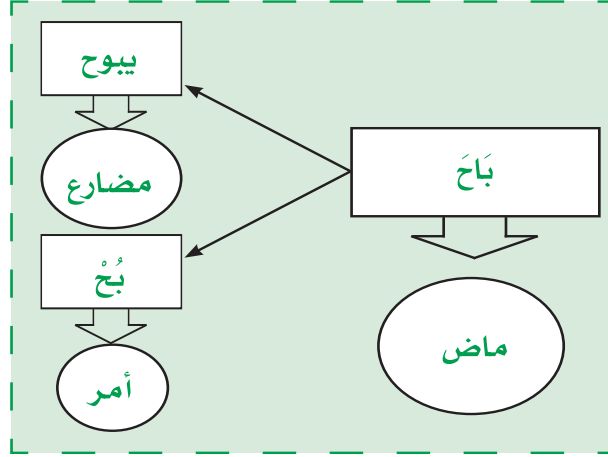 بَاحَ
ماض
يبوح
مضارع
بُحْ
أمر